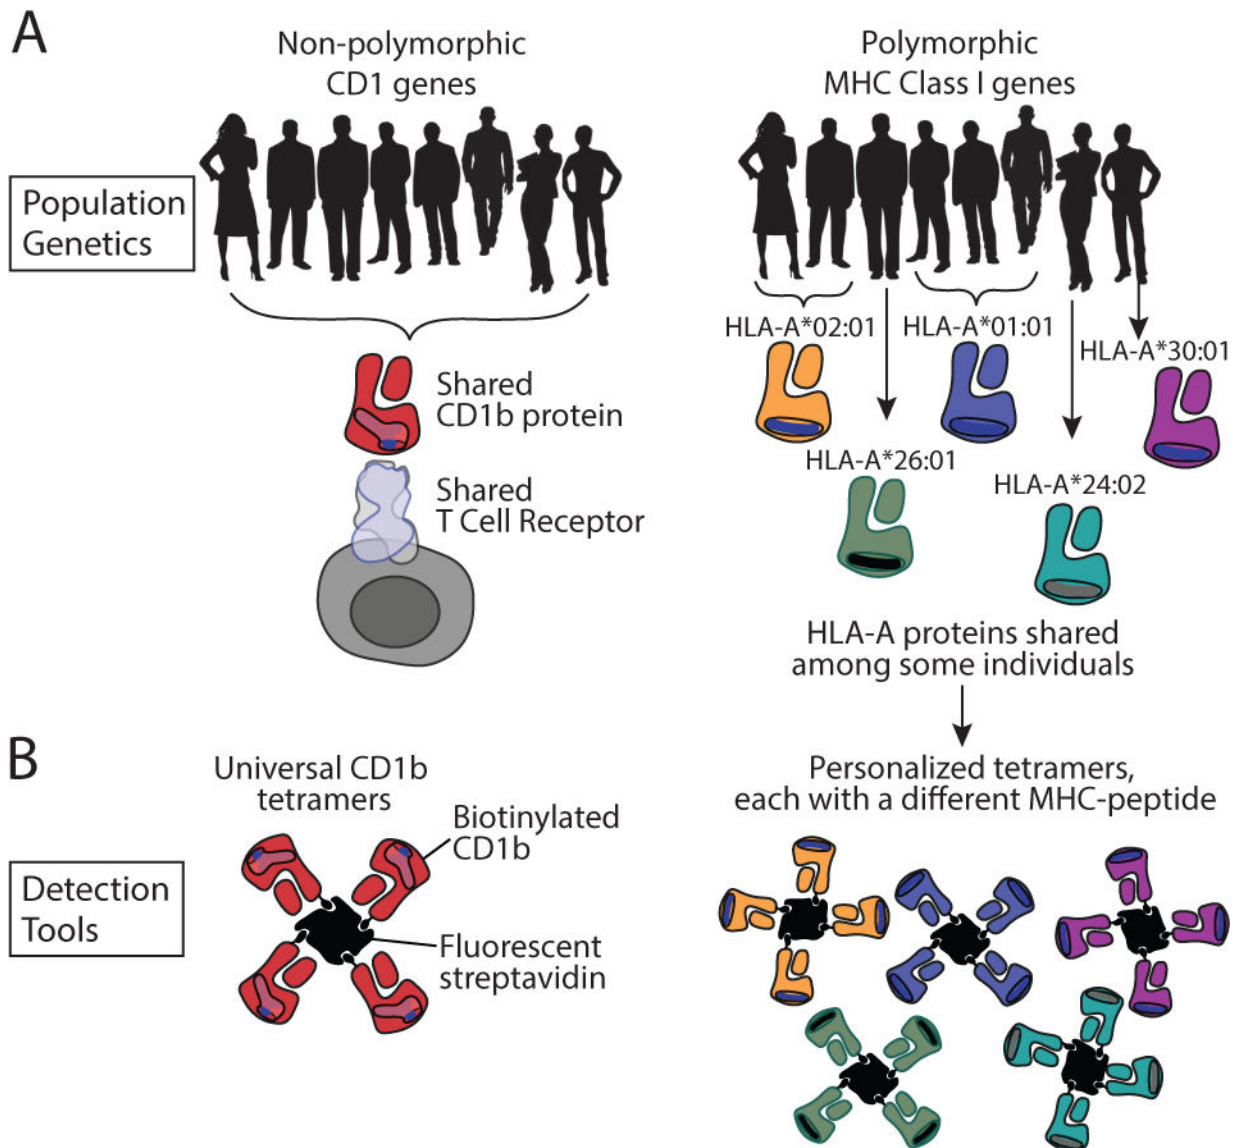 A
Non-polymorphic
CD1 genes
Polymorphic
MHC Class I genes
Population
Genetics
HLA-A*02:01
HLA-A*01:01
HLA-A*30:01
Shared
CD1b protein
HLA-A*26:01
HLA-A*24:02
Shared
T Cell Receptor
HLA-A proteins shared
among some individuals
B
Universal CD1b
tetramers
Personalized tetramers,
each with a different MHC-peptide
Biotinylated
CD1b
Detection
Tools
Fluorescent
streptavidin